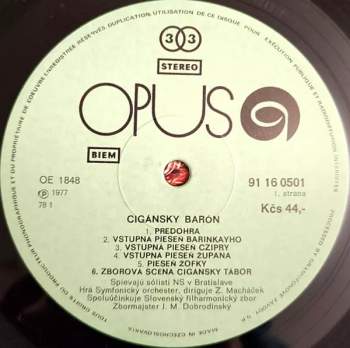 33
STEREO
OPUS
BIEM
OE 1848
91 16 0501
℗ 1977
1. strana
78 1
Kčs 44,-
CIGÁNSKY BARÓN
1. PREDOHRA
2. VSTUPNÁ PIESEŇ BARINKAYHO
3. VSTUPNÁ PIESEŇ CZIPRY
4. VSTUPNÁ PIESEŇ ŽUPANA
5. PIESEŇ ŽOFKY
6. ZBOROVÁ SCÉNA CIGÁNSKY TÁBOR
Spievajú sólisti NS v Bratislave
Hrá Symfonický orchester, diriguje Z. Macháček
Spoluúčinkuje Slovenský filharmonický zbor
Zbormajster J. M. Dobrodinský
MADE IN CZECHOSLOVAKIA